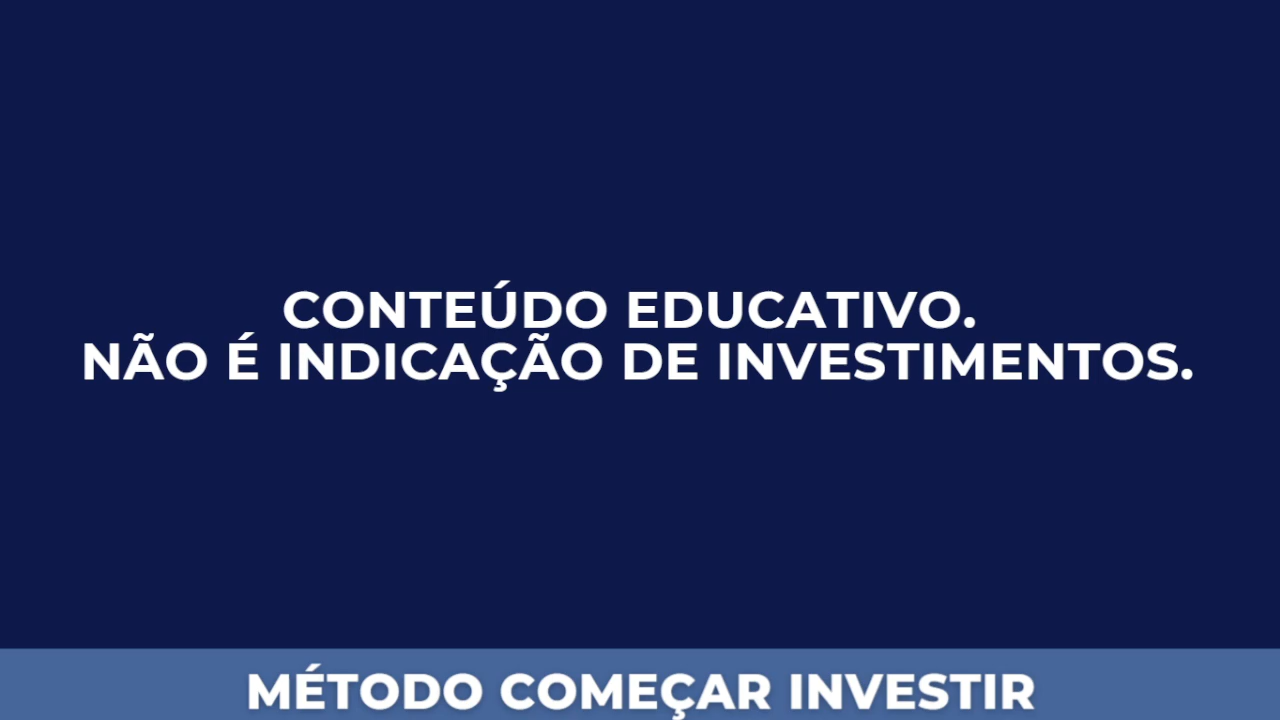 CONTEÚDO EDUCATIVO.
NÃO É INDICAÇÃO DE INVESTIMENTOS.
MÉTODO COMEÇAR INVESTIR